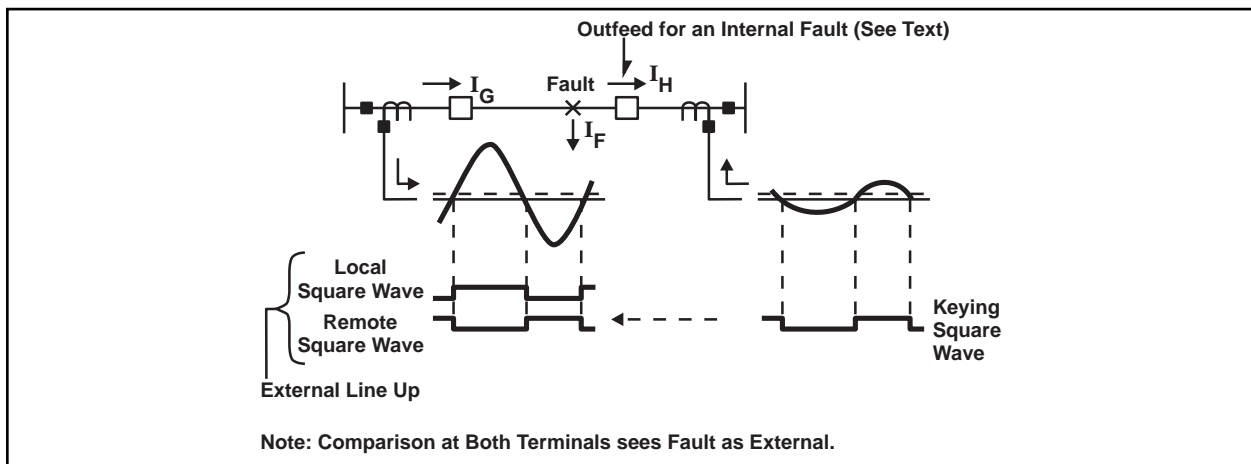 Outfeed for an Internal Fault (See Text)
I_G
Fault
I_H
I_F
Local
Square Wave
Remote
Square Wave
Keying
Square
Wave
External Line Up
Note: Comparison at Both Terminals sees Fault as External.